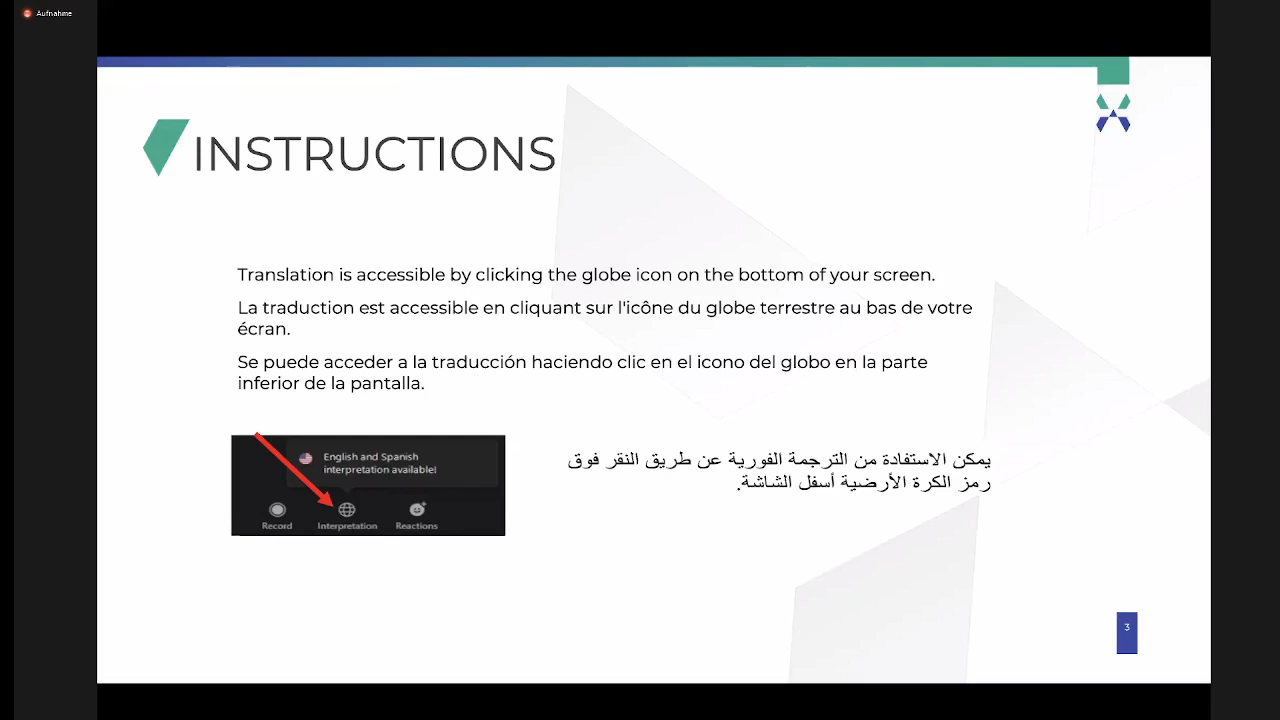 Aufnahme
INSTRUCTIONS
Translation is accessible by clicking the globe icon on the bottom of your screen.
La traduction est accessible en cliquant sur l'icône du globe terrestre au bas de votre
écran.
Se puede acceder a la traducción haciendo clic en el icono del globo en la parte
inferior de la pantalla.
English and Spanish
interpretation available!
Record
Interpretation
Reactions
يمكن الاستفادة من الترجمة الفورية عن طريق النقر فوق
رمز الكرة الأرضية أسفل الشاشة.
3